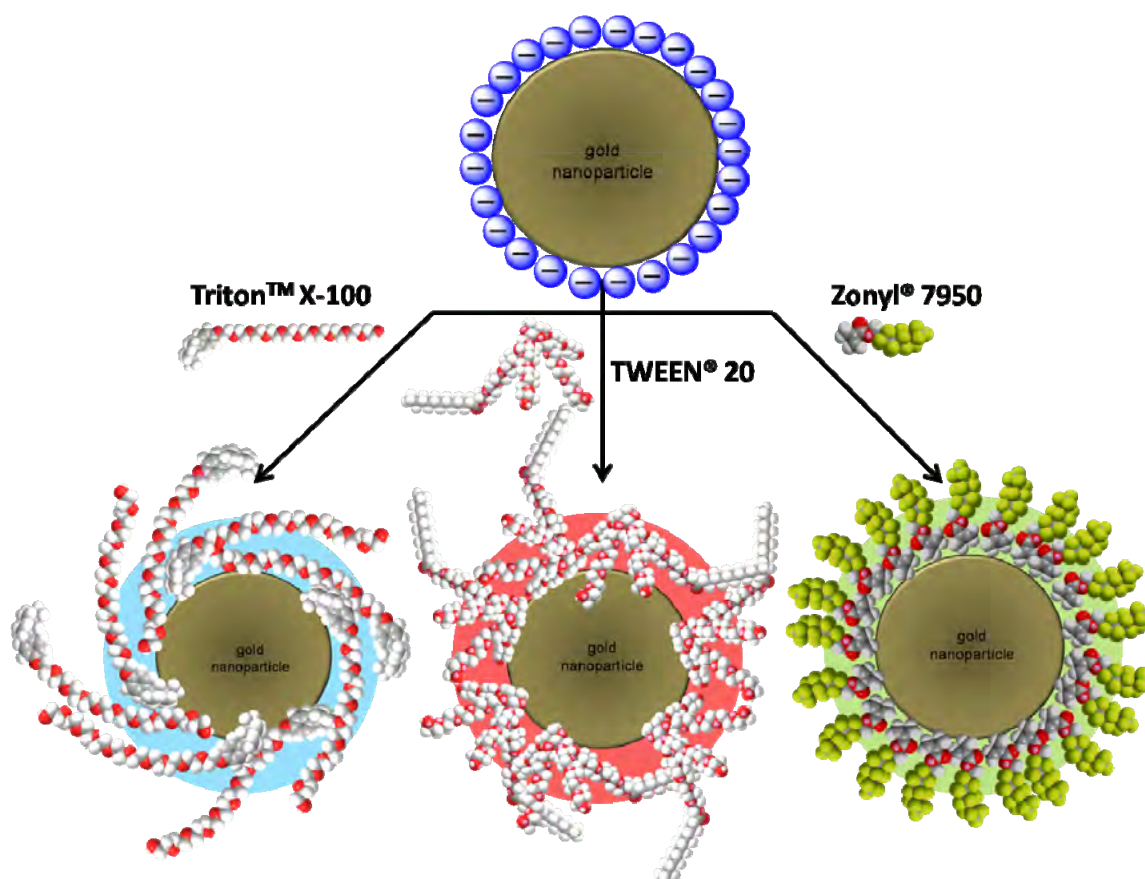 gold
nanoparticle
Triton™ X-100
Zonyl® 7950
TWEEN® 20
gold
nanoparticle
gold
nanoparticle
gold
nanoparticle